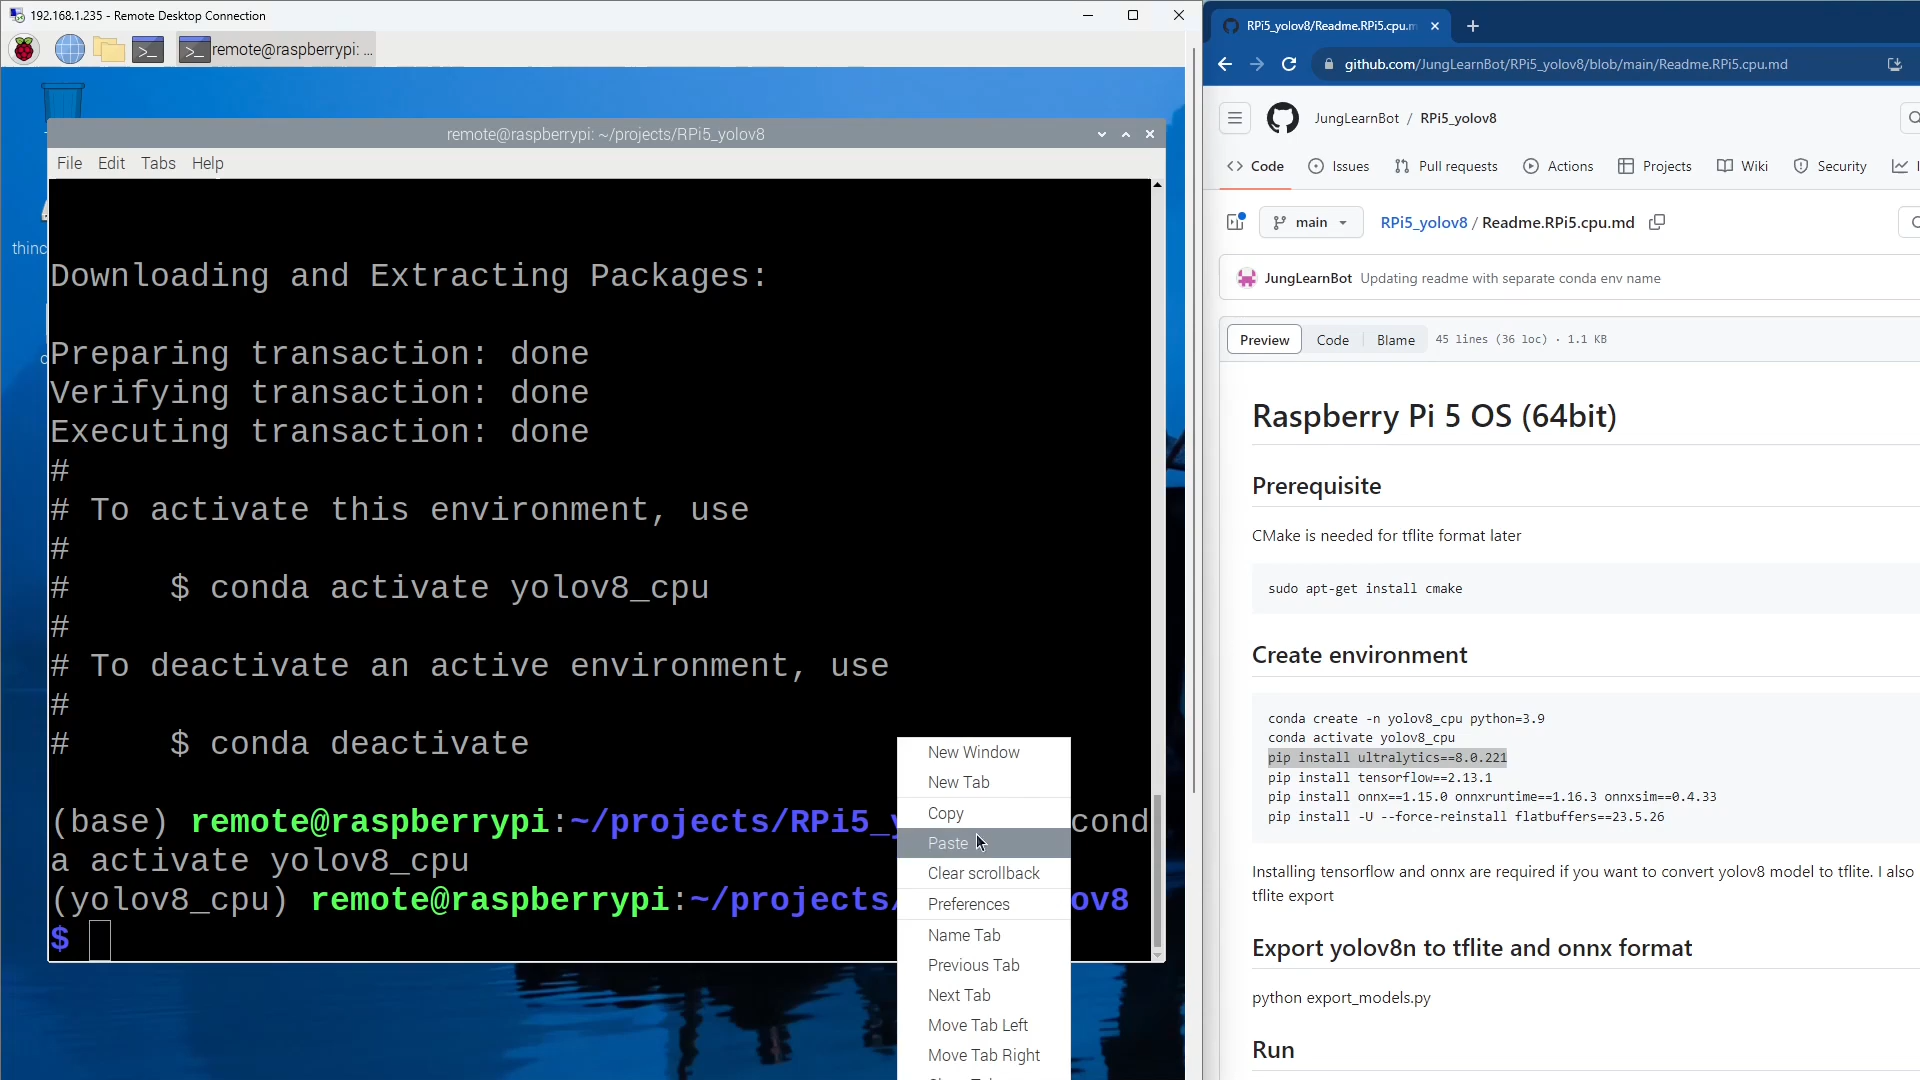 192.168.1.235 - Remote Desktop Connection
remote@raspberrypi: ...
remote@raspberrypi: ~/projects/RPi5_yolov8
File Edit Tabs Help
thinc
Downloading and Extracting Packages:
Preparing transaction: done
Verifying transaction: done
Executing transaction: done
#
# To activate this environment, use
#
# $ conda activate yolov8_cpu
#
# To deactivate an active environment, use
#
# $ conda deactivate
(base) remote@raspberrypi:~/projects/RPi5_y cond
a activate yolov8_cpu
(yolov8_cpu) remote@raspberrypi:~/projects/ ov8
$
New Window
New Tab
Copy
Paste
Clear scrollback
Preferences
Name Tab
Previous Tab
Next Tab
Move Tab Left
Move Tab Right
RPi5_yolov8/Readme.RPi5.cpu.m
github.com/JungLearnBot/RPi5_yolov8/blob/main/Readme.RPi5.cpu.md
JungLearnBot / RPi5_yolov8
Code Issues Pull requests Actions Projects Wiki Security
main RPi5_yolov8 / Readme.RPi5.cpu.md
JungLearnBot Updating readme with separate conda env name
Preview Code Blame 45 lines (36 loc) · 1.1 KB
Raspberry Pi 5 OS (64bit)
Prerequisite
CMake is needed for tflite format later
sudo apt-get install cmake
Create environment
conda create -n yolov8_cpu python=3.9
conda activate yolov8_cpu
pip install ultralytics==8.0.221
pip install tensorflow==2.13.1
pip install onnx==1.15.0 onnxruntime==1.16.3 onnxsim==0.4.33
pip install -U --force-reinstall flatbuffers==23.5.26
Installing tensorflow and onnx are required if you want to convert yolov8 model to tflite. I also
tflite export
Export yolov8n to tflite and onnx format
python export_models.py
Run